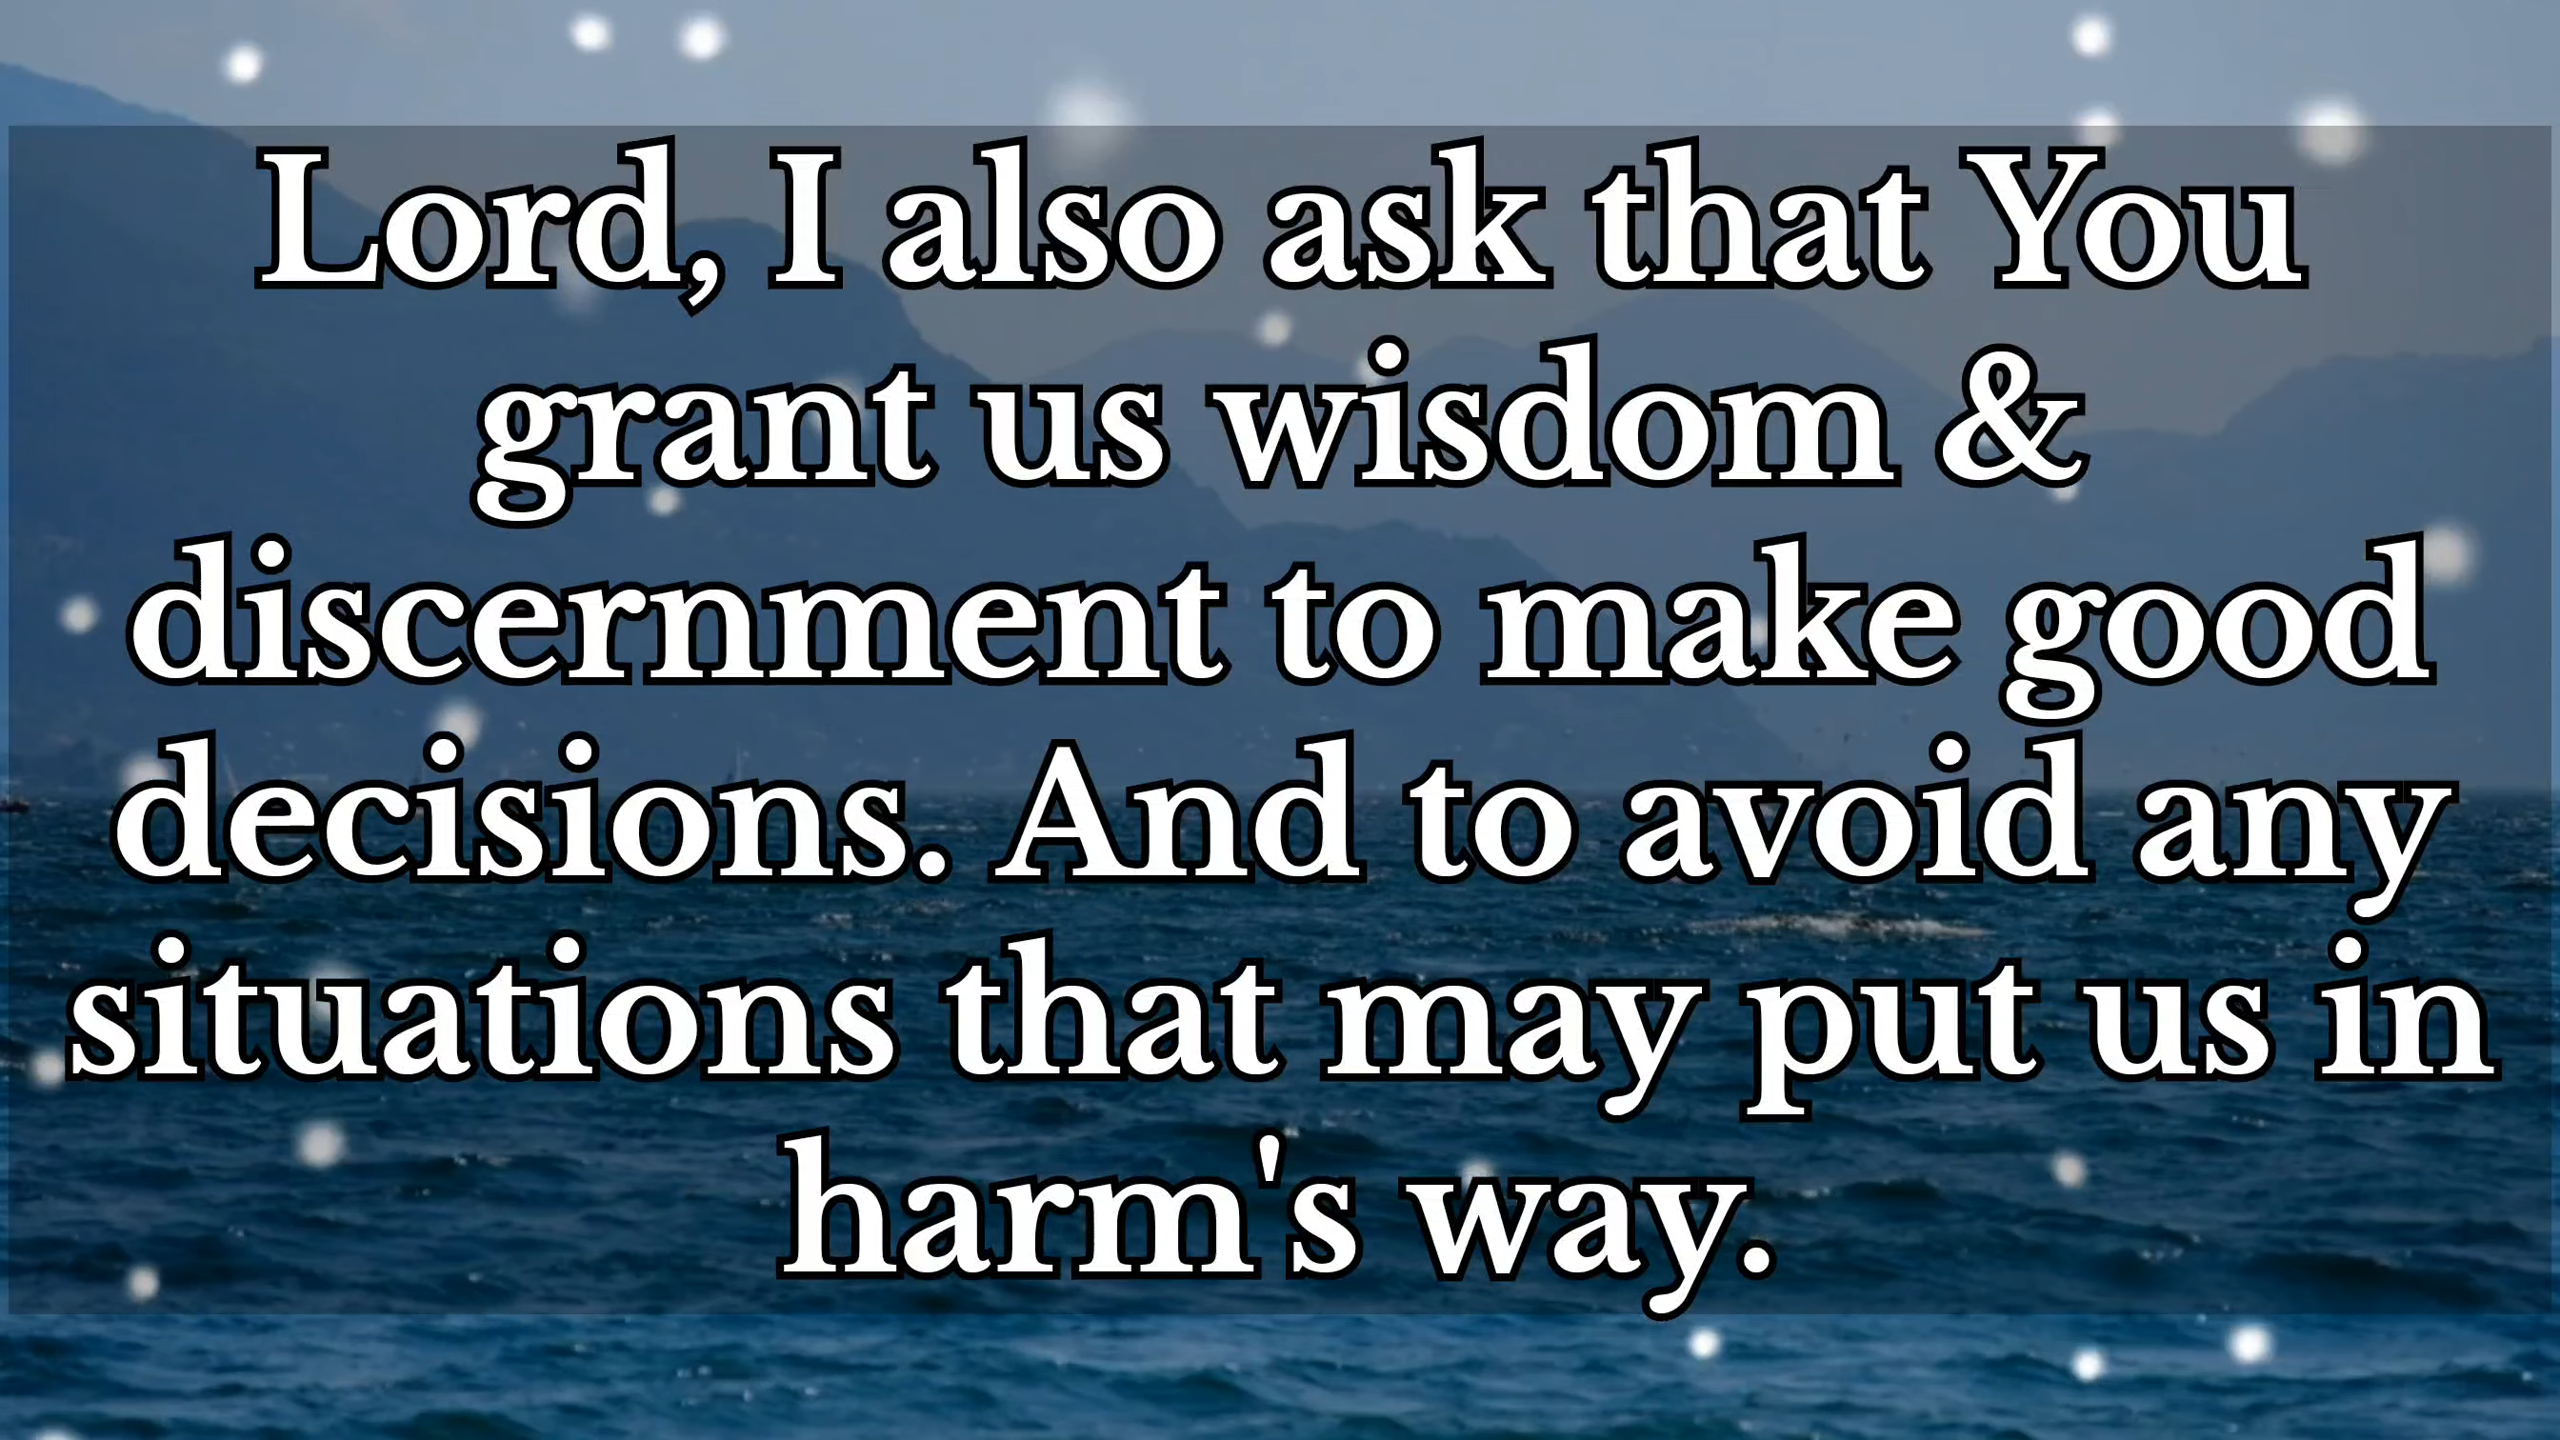 Lord, I also ask that You
grant us wisdom &
discernment to make good
decisions. And to avoid any
situations that may put us in
harm's way.